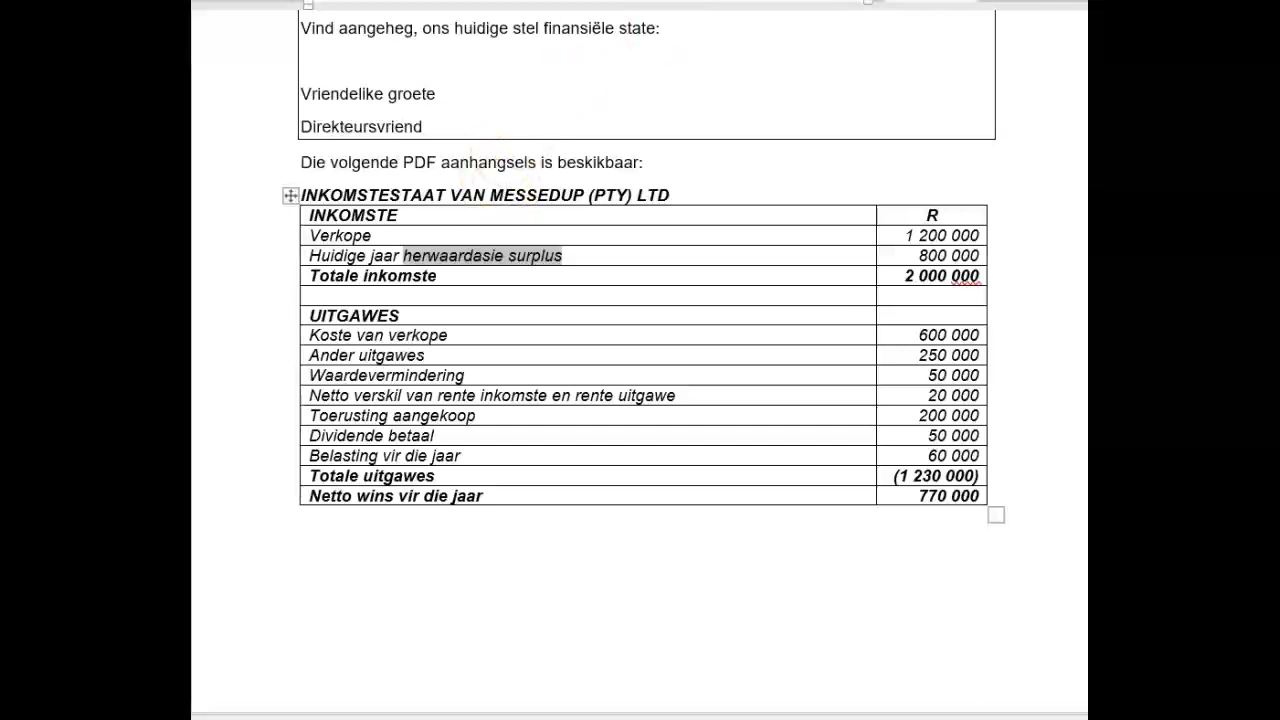 Vind aangeheg, ons huidige stel finansiële state:
Vriendelike groete
Direkteursvriend
Die volgende PDF aanhangsels is beskikbaar:
INKOMSTESTAAT VAN MESSEDUP (PTY) LTD
INKOMSTE R
Verkope 1 200 000
Huidige jaar herwaardasie surplus 800 000
Totale inkomste 2 000 000
UITGAWES
Koste van verkope 600 000
Ander uitgawes 250 000
Waardevermindering 50 000
Netto verskil van rente inkomste en rente uitgawe 20 000
Toerusting aangekoop 200 000
Dividende betaal 50 000
Belasting vir die jaar 60 000
Totale uitgawes (1 230 000)
Netto wins vir die jaar 770 000